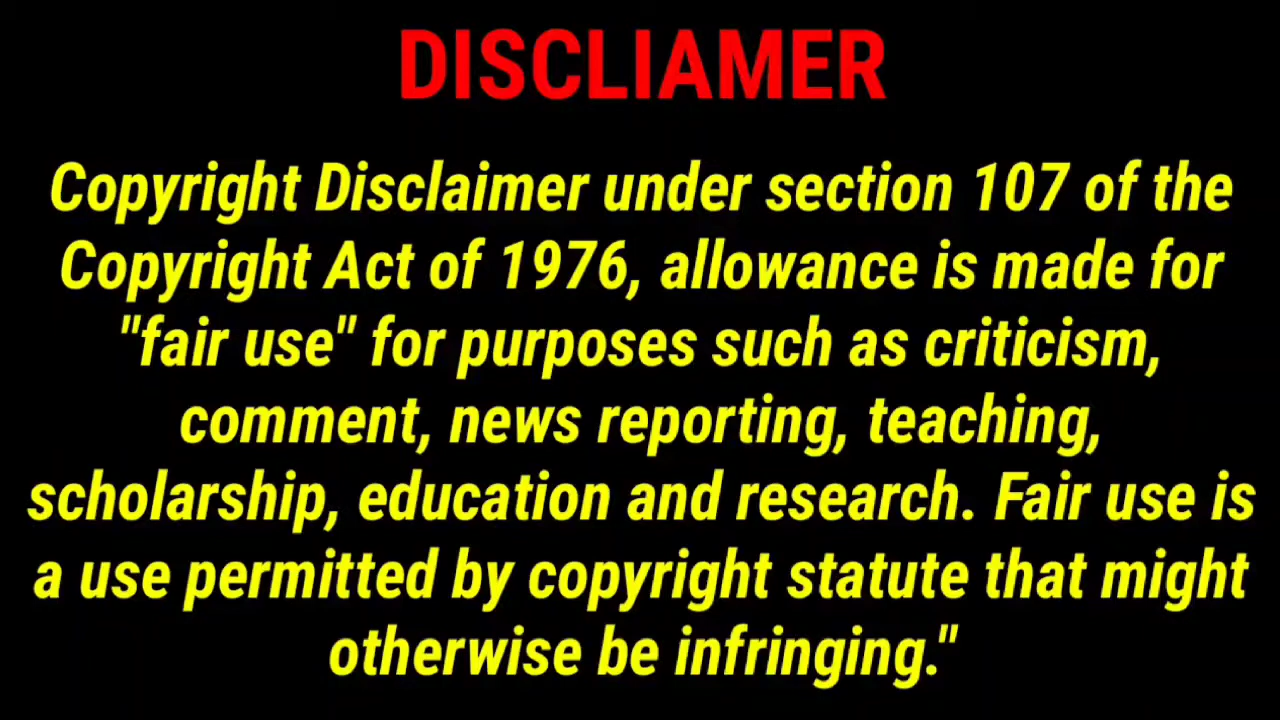 DISCLIAMER
Copyright Disclaimer under section 107 of the
Copyright Act of 1976, allowance is made for
"fair use" for purposes such as criticism,
comment, news reporting, teaching,
scholarship, education and research. Fair use is
a use permitted by copyright statute that might
otherwise be infringing."